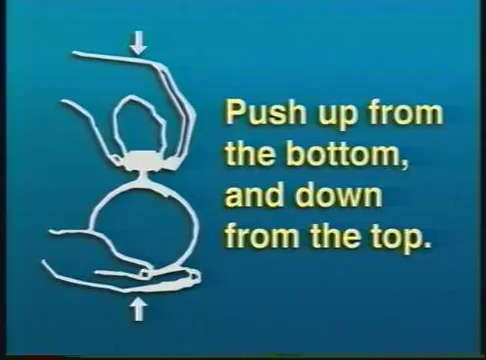 Push up from
the bottom,
and down
from the top.